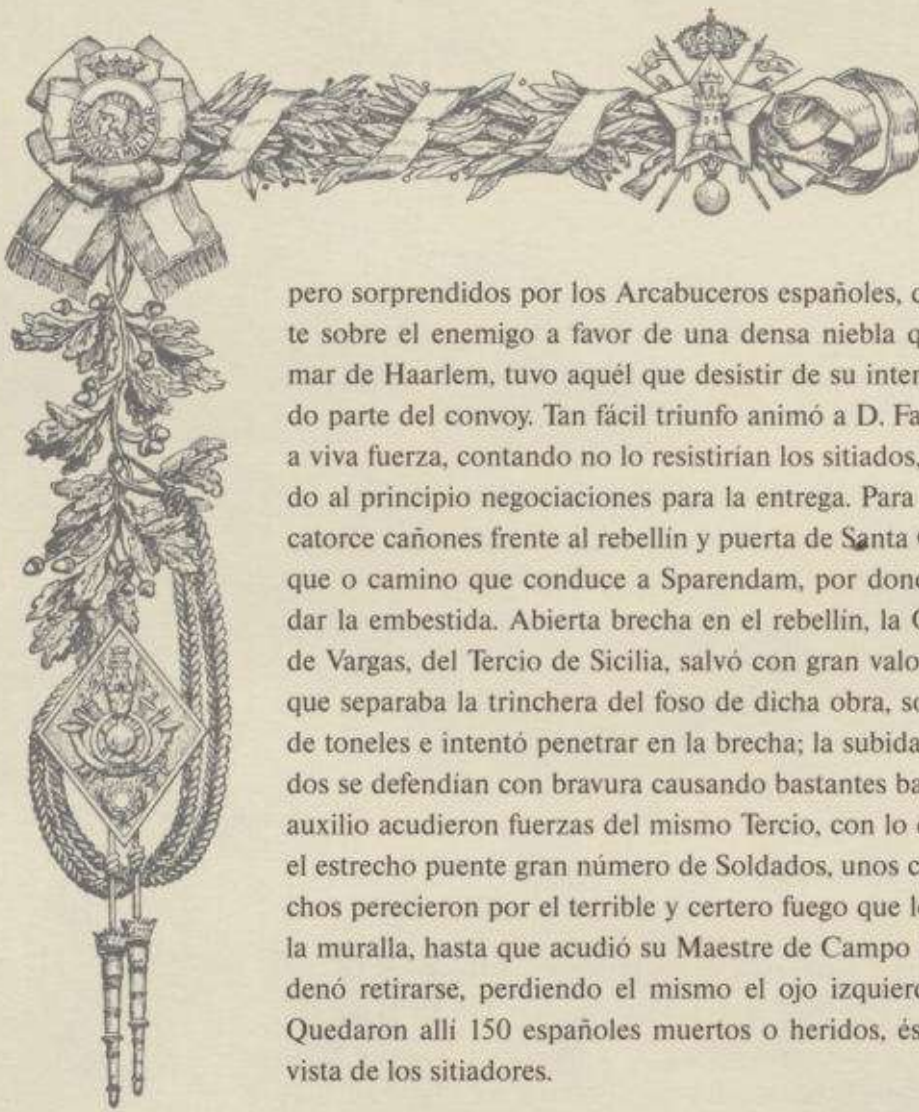 pero sorprendidos por los Arcabuceros españoles,
te sobre el enemigo a favor de una densa niebla
mar de Haarlem, tuvo aquél que desistir de su
do parte del convoy. Tan fácil triunfo animó a D.
a viva fuerza, contando no lo resistirían los sitiados,
do al principio negociaciones para la entrega. Para
catorce cañones frente al rebellín y puerta de Santa
que o camino que conduce a Sparendam, por
dar la embestida. Abierta brecha en el rebellín, la
de Vargas, del Tercio de Sicilia, salvó con gran
que separaba la trinchera del foso de dicha obra,
de toneles e intentó penetrar en la brecha; la subida
dos se defendían con bravura causando bastantes
auxilio acudieron fuerzas del mismo Tercio, con lo
el estrecho puente gran número de Soldados, unos
chos perecieron por el terrible y certero fuego que
la muralla, hasta que acudió su Maestre de Campo
denó retirarse, perdiendo el mismo el ojo
Quedaron allí 150 españoles muertos o heridos,
vista de los sitiadores.